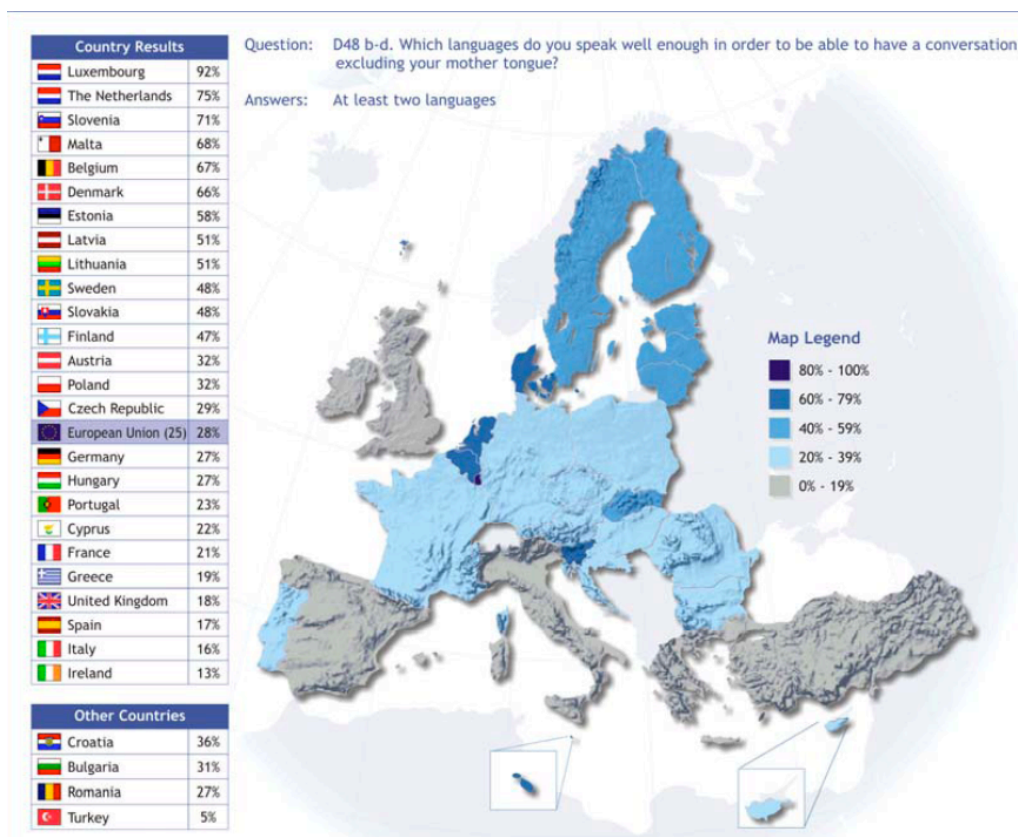 Country Results
Luxembourg 92%
The Netherlands 75%
Slovenia 71%
Malta 68%
Belgium 67%
Denmark 66%
Estonia 58%
Latvia 51%
Lithuania 51%
Sweden 48%
Slovakia 48%
Finland 47%
Austria 32%
Poland 32%
Czech Republic 29%
European Union (25) 28%
Germany 27%
Hungary 27%
Portugal 23%
Cyprus 22%
France 21%
Greece 19%
United Kingdom 18%
Spain 17%
Italy 16%
Ireland 13%
Other Countries
Croatia 36%
Bulgaria 31%
Romania 27%
Turkey 5%
Question: D48 b-d. Which languages do you speak well enough in order to be able to have a conversation
excluding your mother tongue?
Answers: At least two languages
Map Legend
80% - 100%
60% - 79%
40% - 59%
20% - 39%
0% - 19%